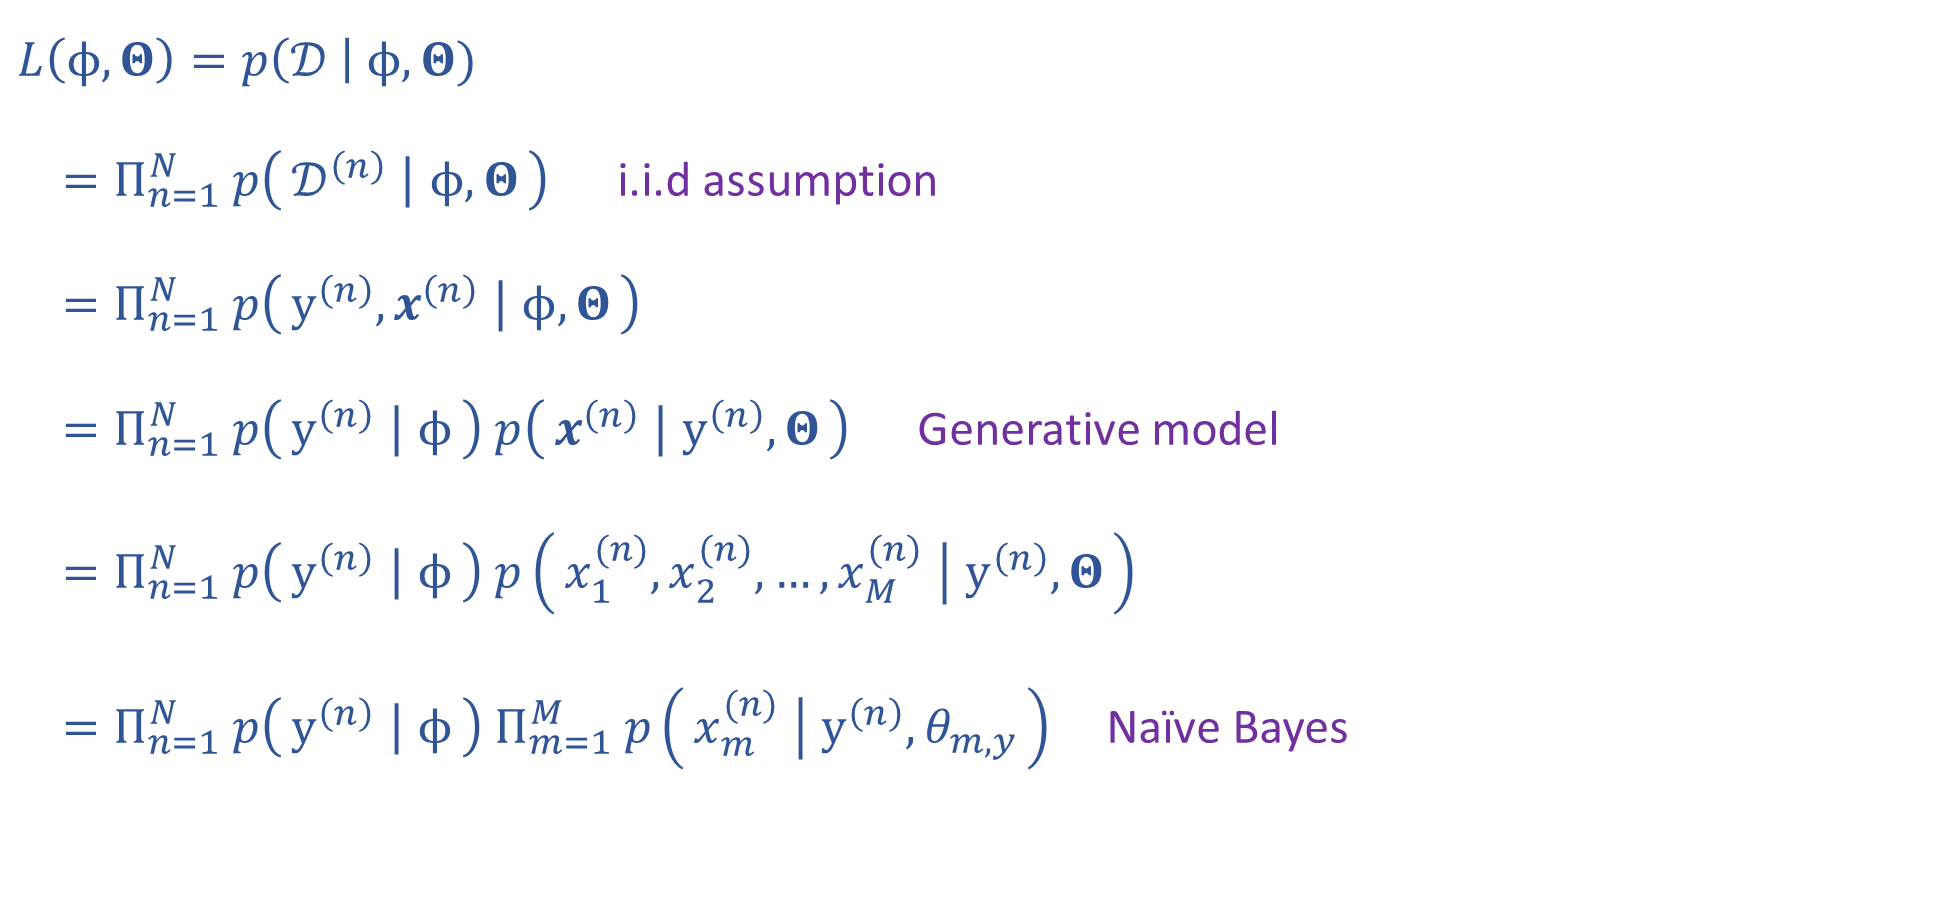 L(ϕ, 𝚯) = p(𝒟 | ϕ, 𝚯)
= Π_{n=1}^{N} p( 𝒟^{(n)} | ϕ, 𝚯 ) i.i.d assumption
= Π_{n=1}^{N} p( y^{(n)}, 𝒙^{(n)} | ϕ, 𝚯 )
= Π_{n=1}^{N} p( y^{(n)} | ϕ ) p( 𝒙^{(n)} | y^{(n)}, 𝚯 ) Generative model
= Π_{n=1}^{N} p( y^{(n)} | ϕ ) p( x_1^{(n)}, x_2^{(n)}, … , x_M^{(n)} | y^{(n)}, 𝚯 )
= Π_{n=1}^{N} p( y^{(n)} | ϕ ) Π_{m=1}^{M} p( x_m^{(n)} | y^{(n)}, θ_{m,y} ) Naïve Bayes